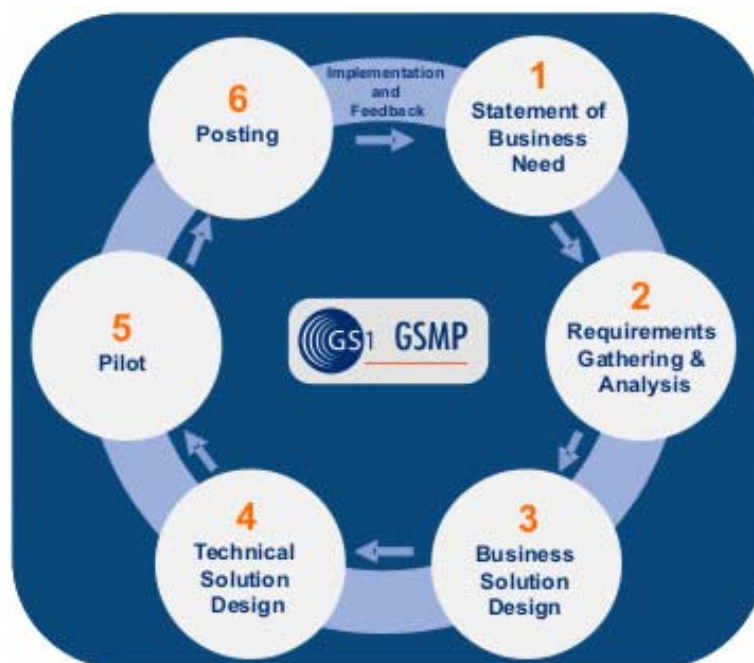 Implementation
and
Feedback
1
Statement of
Business
Need
2
Requirements
Gathering &
Analysis
3
Business
Solution
Design
4
Technical
Solution
Design
5
Pilot
6
Posting
GS1 GSMP